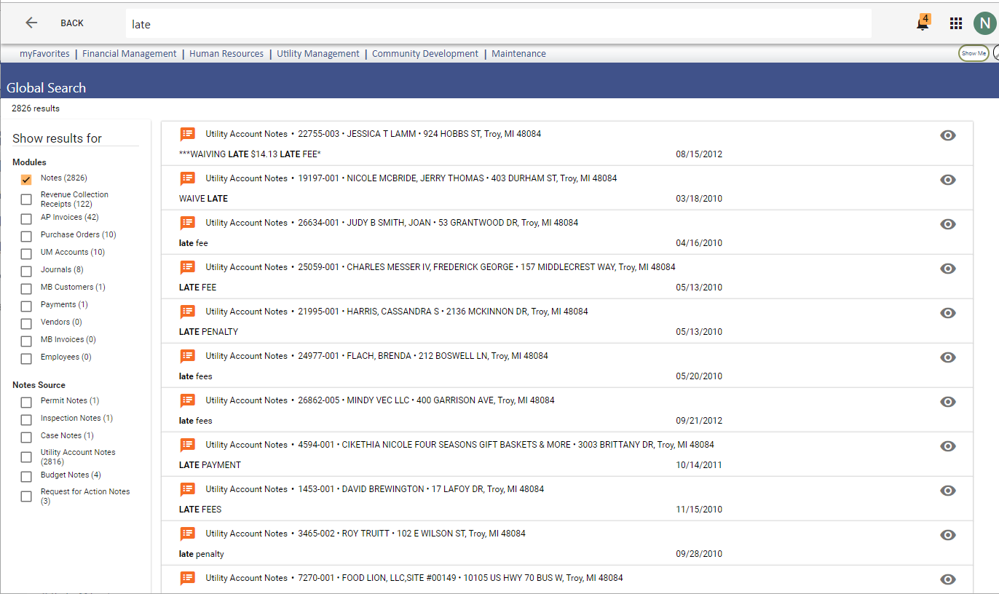 BACK
late
4
N
myFavorites | Financial Management | Human Resources | Utility Management | Community Development | Maintenance
Show Me
Global Search
2826 results
Show results for
Modules
Notes (2826)
Revenue Collection
Receipts (122)
AP Invoices (42)
Purchase Orders (10)
UM Accounts (10)
Journals (8)
MB Customers (1)
Payments (1)
Vendors (0)
MB Invoices (0)
Employees (0)
Notes Source
Permit Notes (1)
Inspection Notes (1)
Case Notes (1)
Utility Account Notes
(2816)
Budget Notes (4)
Request for Action Notes
(3)
Utility Account Notes • 22755-003 • JESSICA T LAMM • 924 HOBBS ST, Troy, MI 48084
***WAIVING LATE $14.13 LATE FEE* 08/15/2012
Utility Account Notes • 19197-001 • NICOLE MCBRIDE, JERRY THOMAS • 403 DURHAM ST, Troy, MI 48084
WAIVE LATE 03/18/2010
Utility Account Notes • 26634-001 • JUDY B SMITH, JOAN • 53 GRANTWOOD DR, Troy, MI 48084
late fee 04/16/2010
Utility Account Notes • 25059-001 • CHARLES MESSER IV, FREDERICK GEORGE • 157 MIDDLECREST WAY, Troy, MI 48084
LATE FEE 05/13/2010
Utility Account Notes • 21995-001 • HARRIS, CASSANDRA S • 2136 MCKINNON DR, Troy, MI 48084
LATE PENALTY 05/13/2010
Utility Account Notes • 24977-001 • FLACH, BRENDA • 212 BOSWELL LN, Troy, MI 48084
late fees 05/20/2010
Utility Account Notes • 26862-005 • MINDY VEC LLC • 400 GARRISON AVE, Troy, MI 48084
late fees 09/21/2012
Utility Account Notes • 4594-001 • CIKETHIA NICOLE FOUR SEASONS GIFT BASKETS & MORE • 3003 BRITTANY DR, Troy, MI 48084
LATE PAYMENT 10/14/2011
Utility Account Notes • 1453-001 • DAVID BREWINGTON • 17 LAFOY DR, Troy, MI 48084
LATE FEES 11/15/2010
Utility Account Notes • 3465-002 • ROY TRUITT • 102 E WILSON ST, Troy, MI 48084
late penalty 09/28/2010
Utility Account Notes • 7270-001 • FOOD LION, LLC,SITE #00149 • 10105 US HWY 70 BUS W, Troy, MI 48084